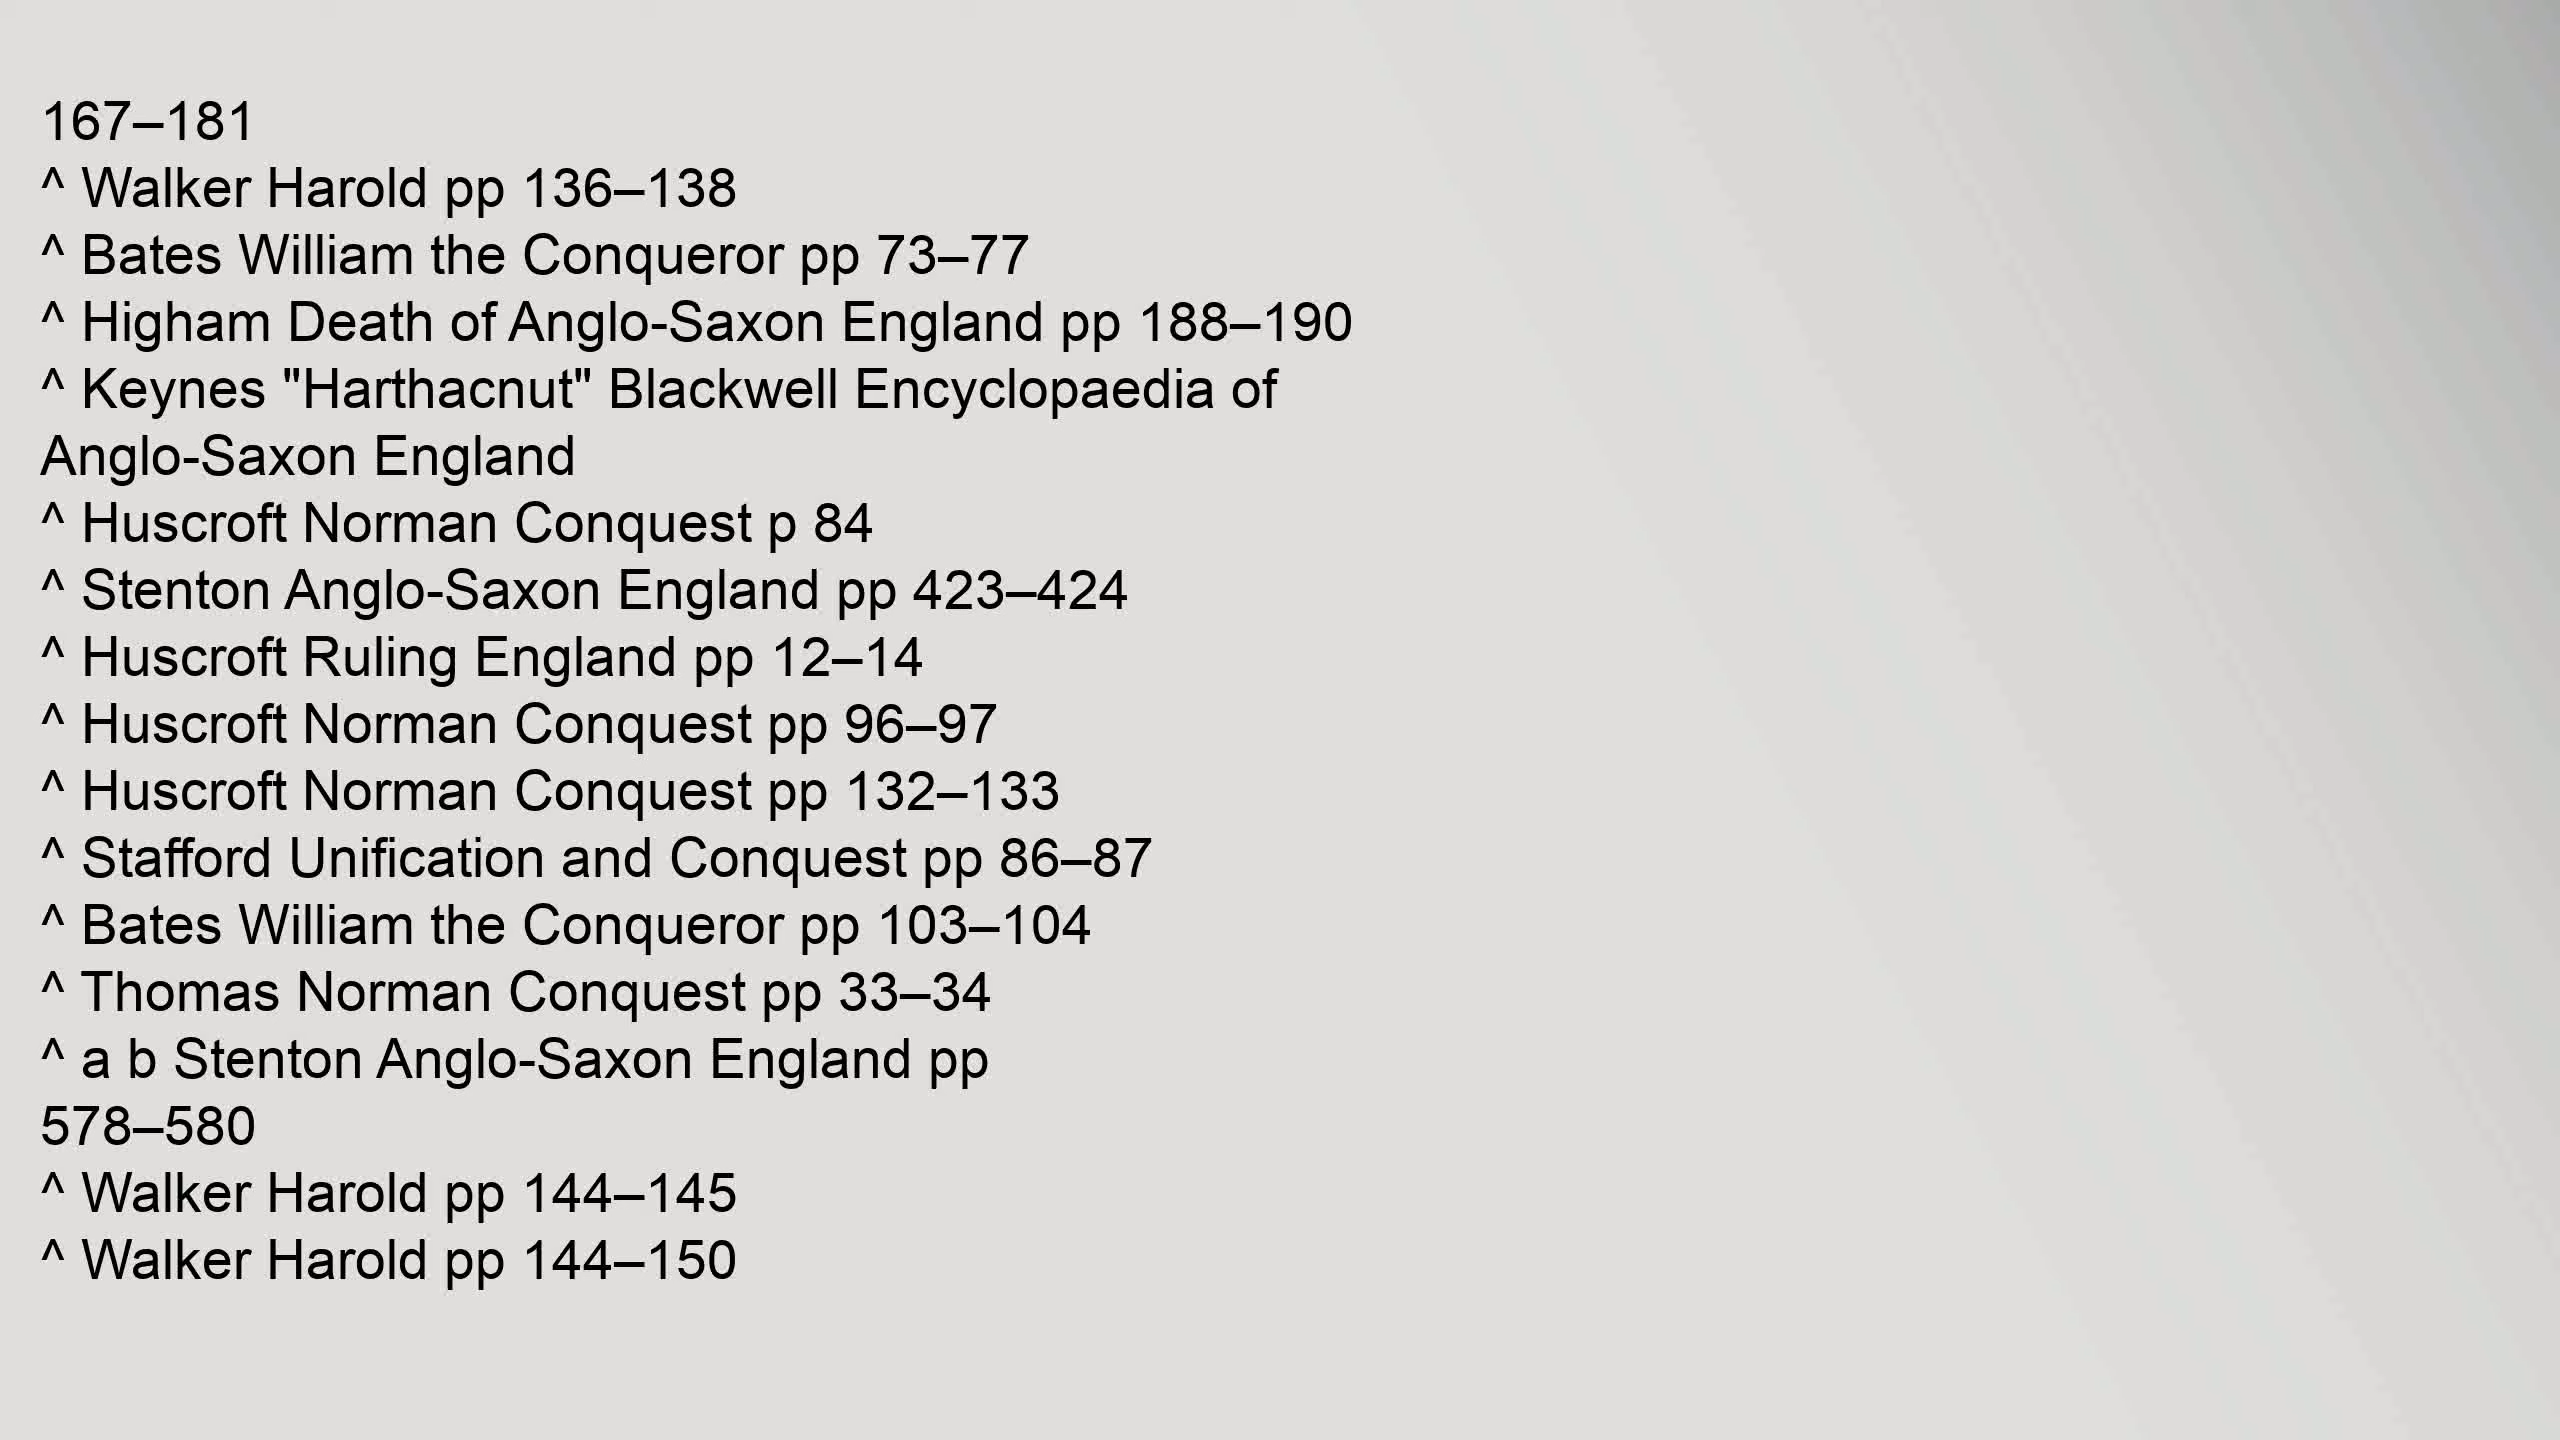 167–181
^ Walker Harold pp 136–138
^ Bates William the Conqueror pp 73–77
^ Higham Death of Anglo-Saxon England pp 188–190
^ Keynes "Harthacnut" Blackwell Encyclopaedia of
Anglo-Saxon England
^ Huscroft Norman Conquest p 84
^ Stenton Anglo-Saxon England pp 423–424
^ Huscroft Ruling England pp 12–14
^ Huscroft Norman Conquest pp 96–97
^ Huscroft Norman Conquest pp 132–133
^ Stafford Unification and Conquest pp 86–87
^ Bates William the Conqueror pp 103–104
^ Thomas Norman Conquest pp 33–34
^ a b Stenton Anglo-Saxon England pp
578–580
^ Walker Harold pp 144–145
^ Walker Harold pp 144–150